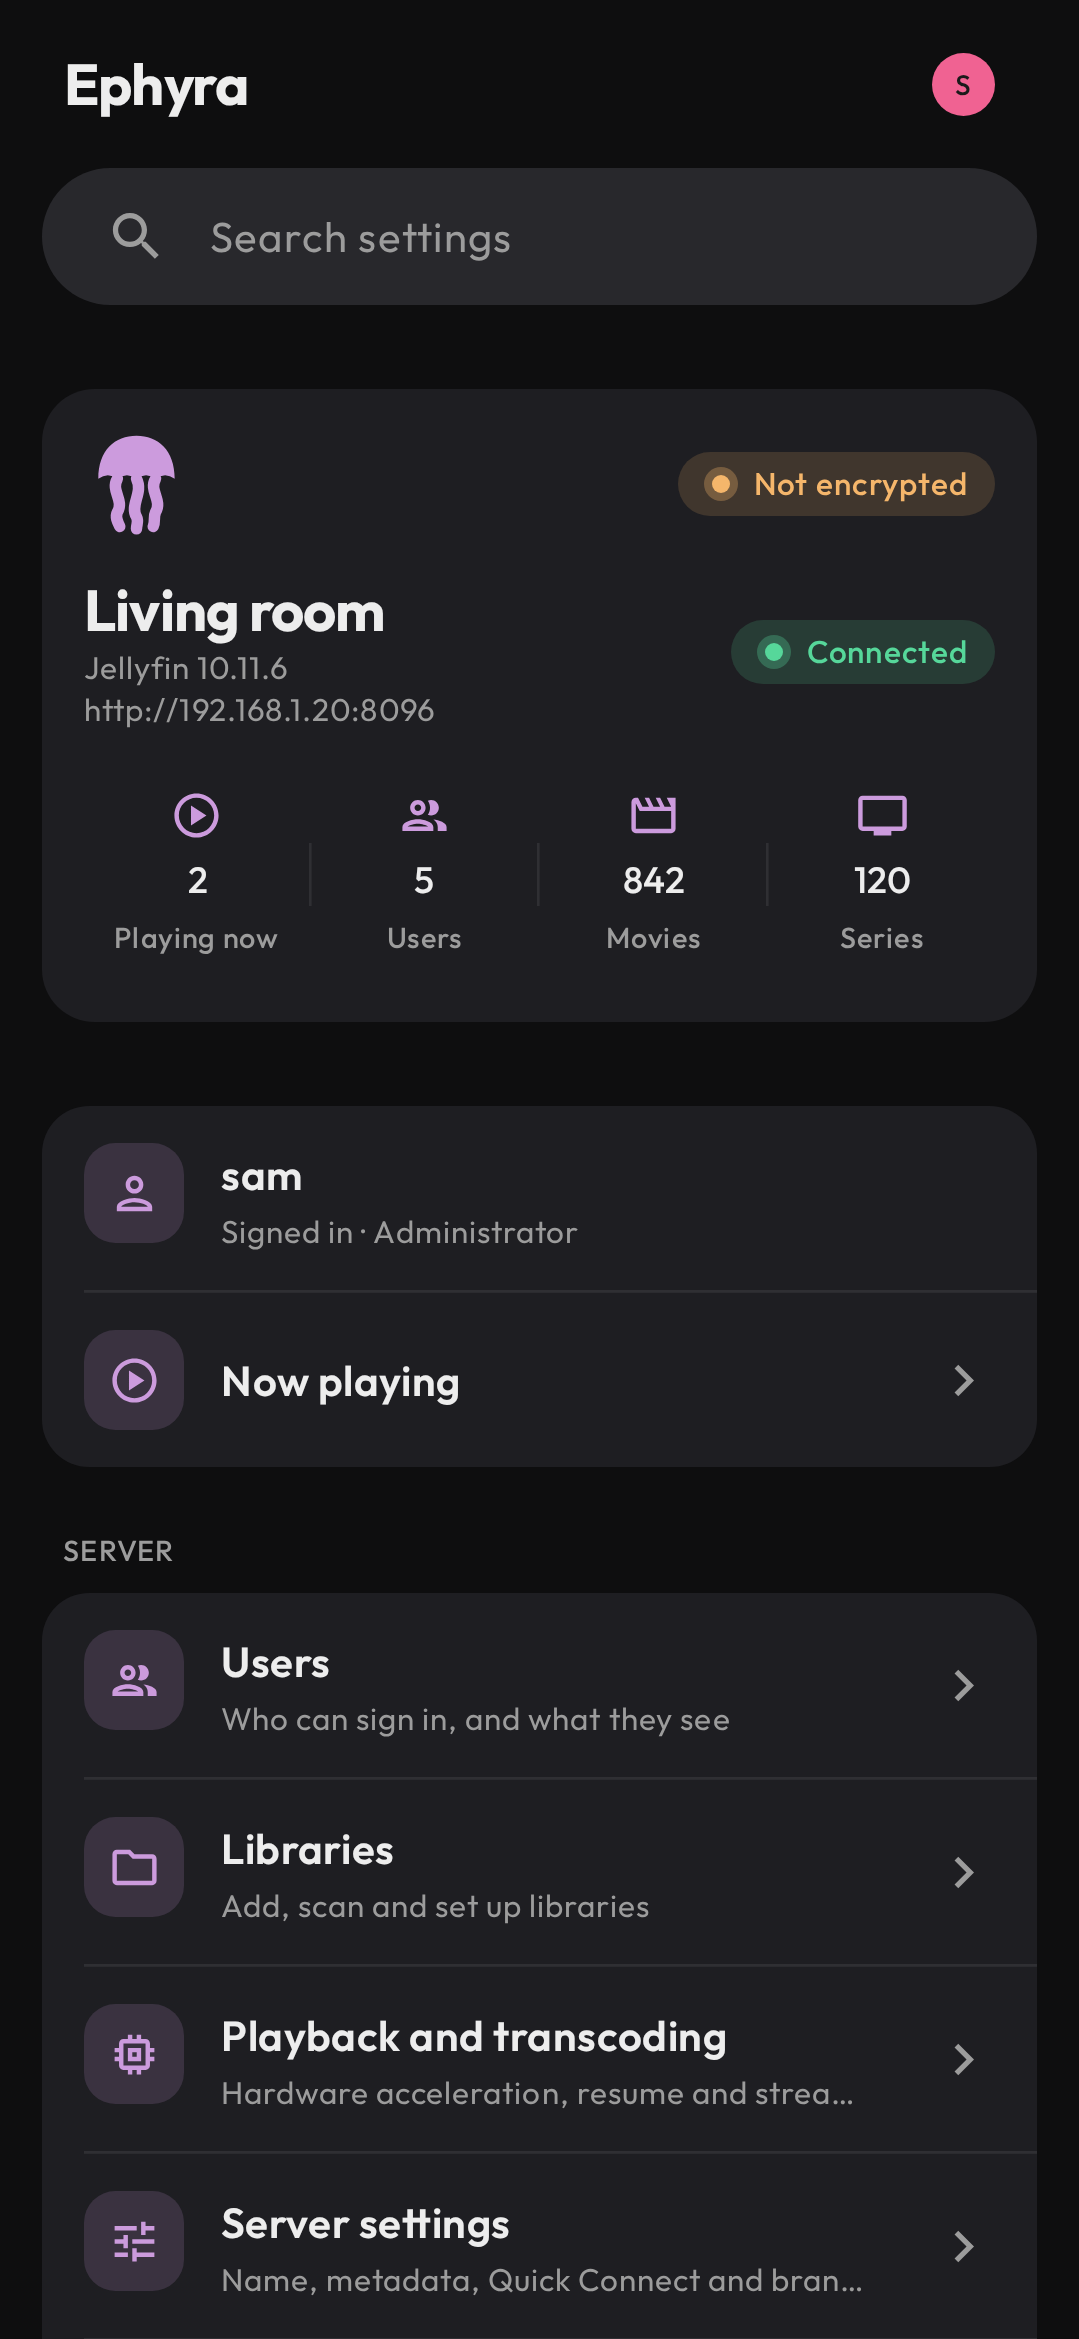 Ephyra
S
Search settings
Not encrypted
Living room
Jellyfin 10.11.6
http://192.168.1.20:8096
Connected
2
Playing now
5
Users
842
Movies
120
Series
sam
Signed in · Administrator
Now playing
SERVER
Users
Who can sign in, and what they see
Libraries
Add, scan and set up libraries
Playback and transcoding
Hardware acceleration, resume and strea...
Server settings
Name, metadata, Quick Connect and bran...